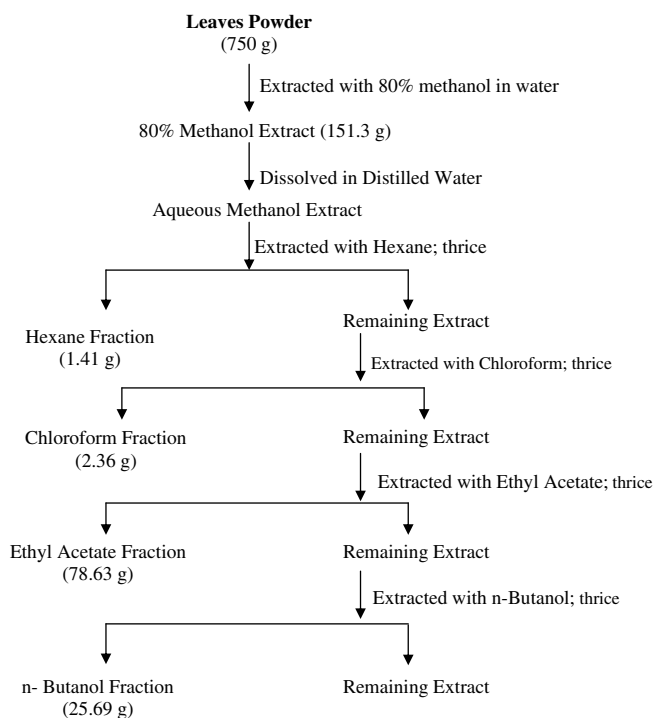 Leaves Powder
(750 g)
Extracted with 80% methanol in water
80% Methanol Extract (151.3 g)
Dissolved in Distilled Water
Aqueous Methanol Extract
Extracted with Hexane; thrice
Hexane Fraction
(1.41 g)
Remaining Extract
Extracted with Chloroform; thrice
Chloroform Fraction
(2.36 g)
Remaining Extract
Extracted with Ethyl Acetate; thrice
Ethyl Acetate Fraction
(78.63 g)
Remaining Extract
Extracted with n-Butanol; thrice
n- Butanol Fraction
(25.69 g)
Remaining Extract